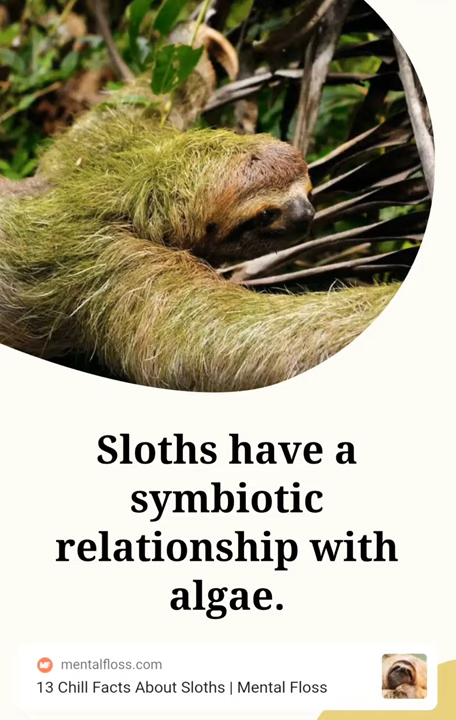 Sloths have a
symbiotic
relationship with
algae.
mentalfloss.com
13 Chill Facts About Sloths | Mental Floss